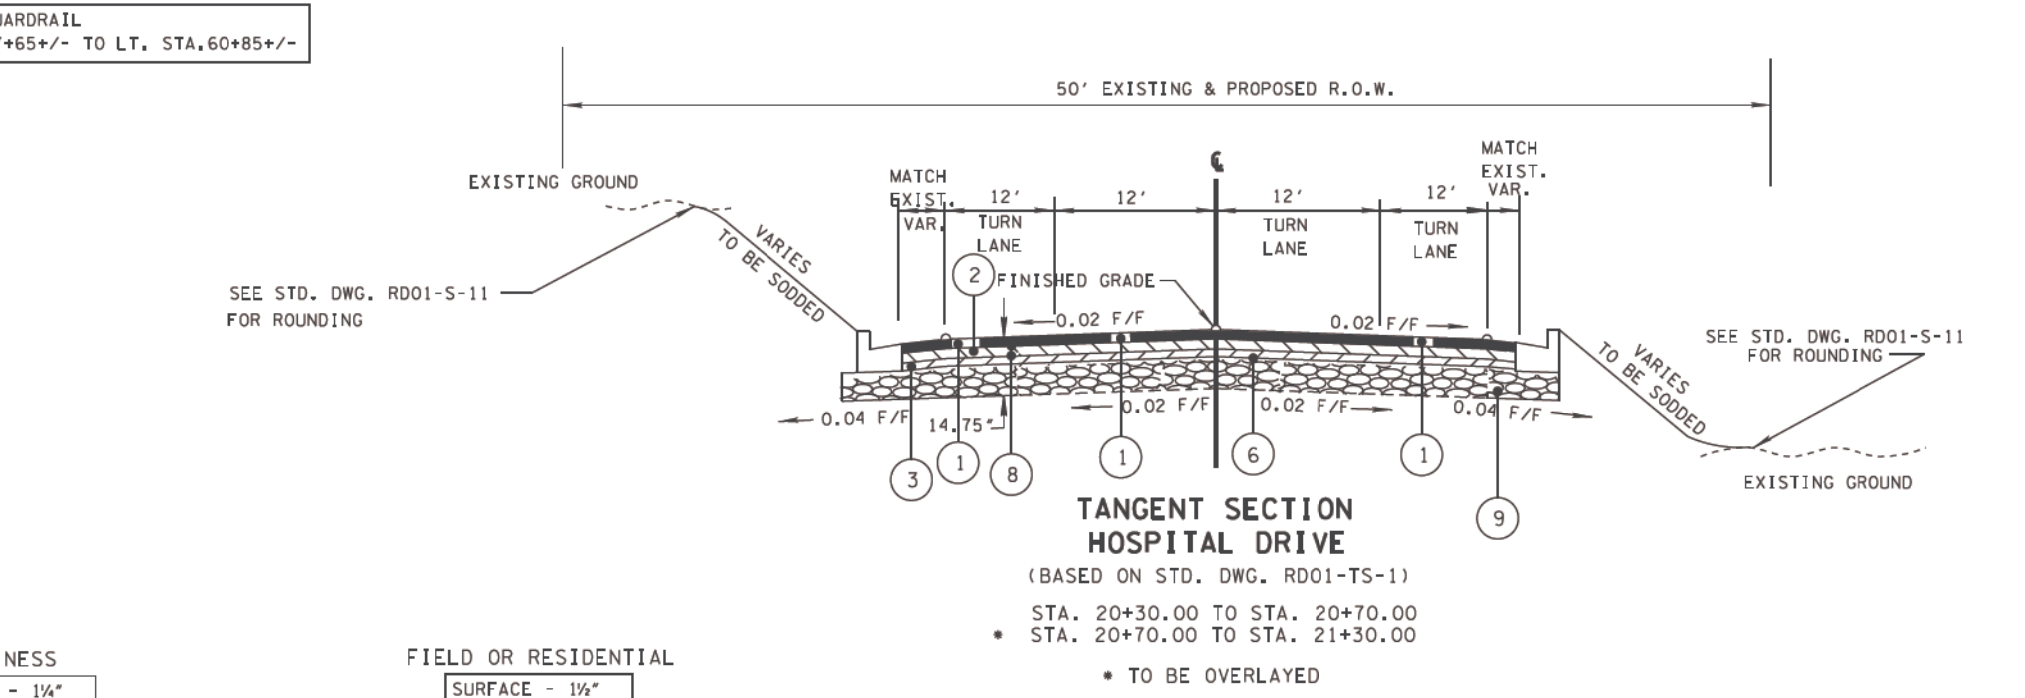 UARDRAIL
+65+/- TO LT. STA.60+85+/-
50' EXISTING & PROPOSED R.O.W.
EXISTING GROUND
MATCH
EXIST.
VAR.
12'
TURN
LANE
12'
℄
12'
TURN
LANE
12'
TURN
LANE
MATCH
EXIST.
VAR.
VARIES
TO BE SODDED
SEE STD. DWG. RD01-S-11
FOR ROUNDING
2
FINISHED GRADE
0.02 F/F
0.02 F/F
SEE STD. DWG. RD01-S-11
FOR ROUNDING
VARIES
TO BE SODDED
0.04 F/F
14.75"
0.02 F/F
0.02 F/F
0.04 F/F
3
1
8
1
6
1
9
EXISTING GROUND
TANGENT SECTION
HOSPITAL DRIVE
(BASED ON STD. DWG. RD01-TS-1)
STA. 20+30.00 TO STA. 20+70.00
* STA. 20+70.00 TO STA. 21+30.00
* TO BE OVERLAYED
NESS
- 1¼"
FIELD OR RESIDENTIAL
SURFACE - 1½"